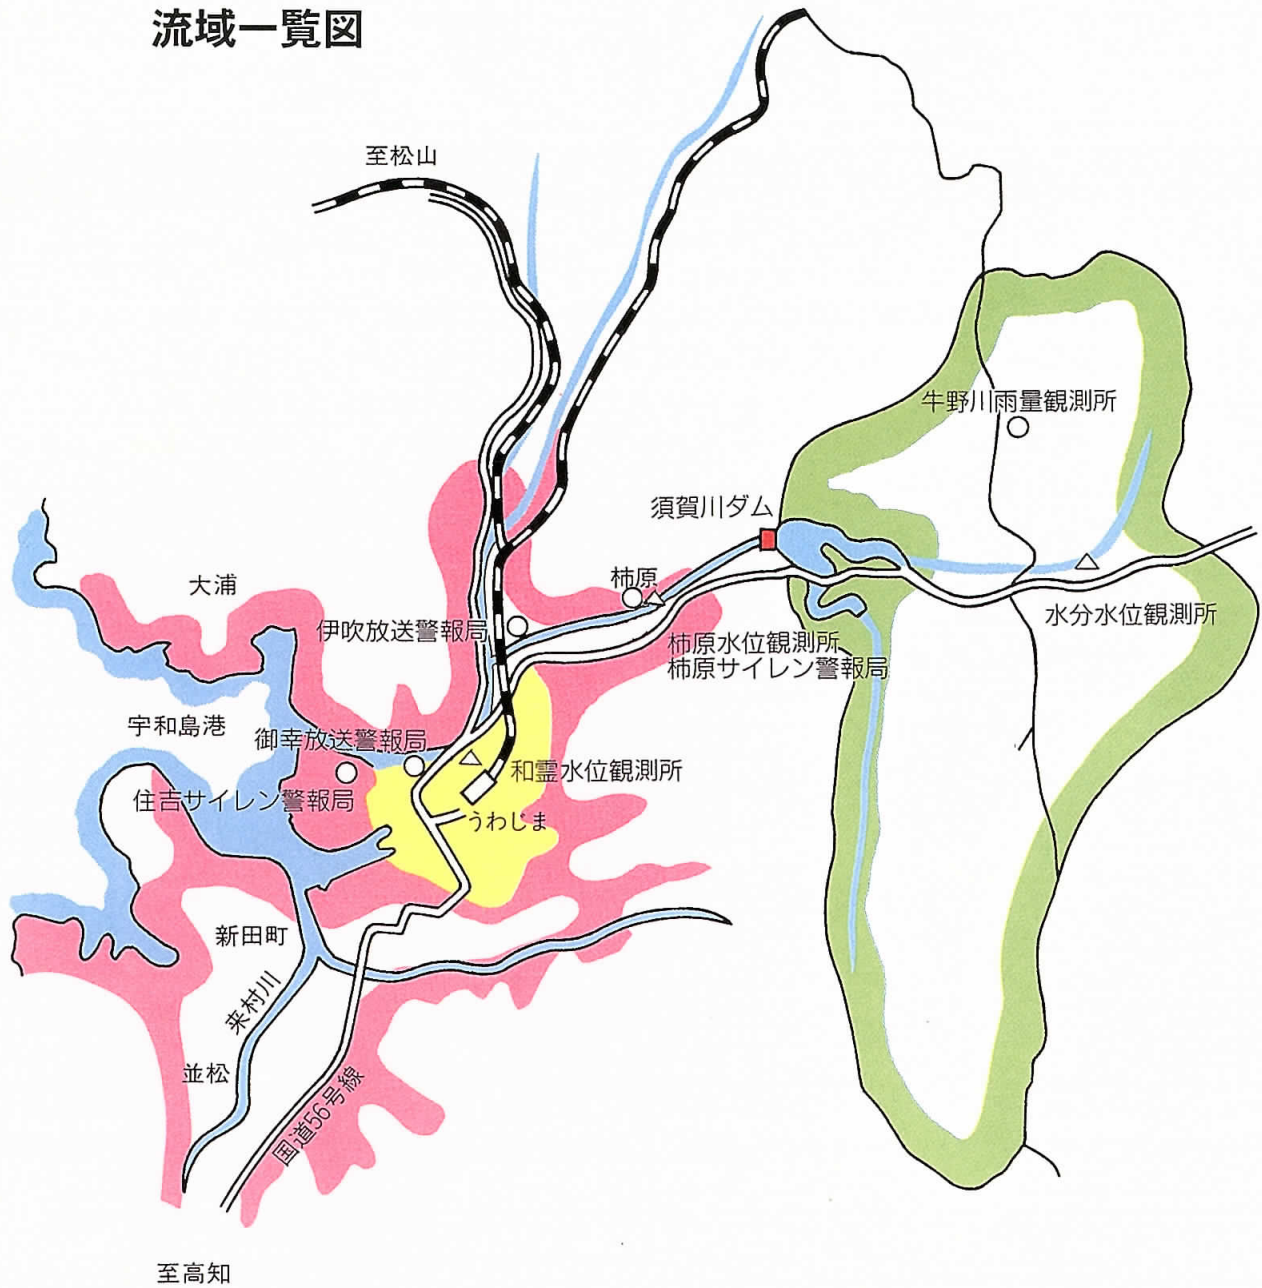 流域一覧図
至松山
牛野川雨量観測所
須賀川ダム
柿原
大浦
水分水位観測所
伊吹放送警報局
柿原水位観測所
柿原サイレン警報局
宇和島港
御幸放送警報局
和霊水位観測所
住吉サイレン警報局
うわじま
新田町
来村川
並松
国道56号線
至高知